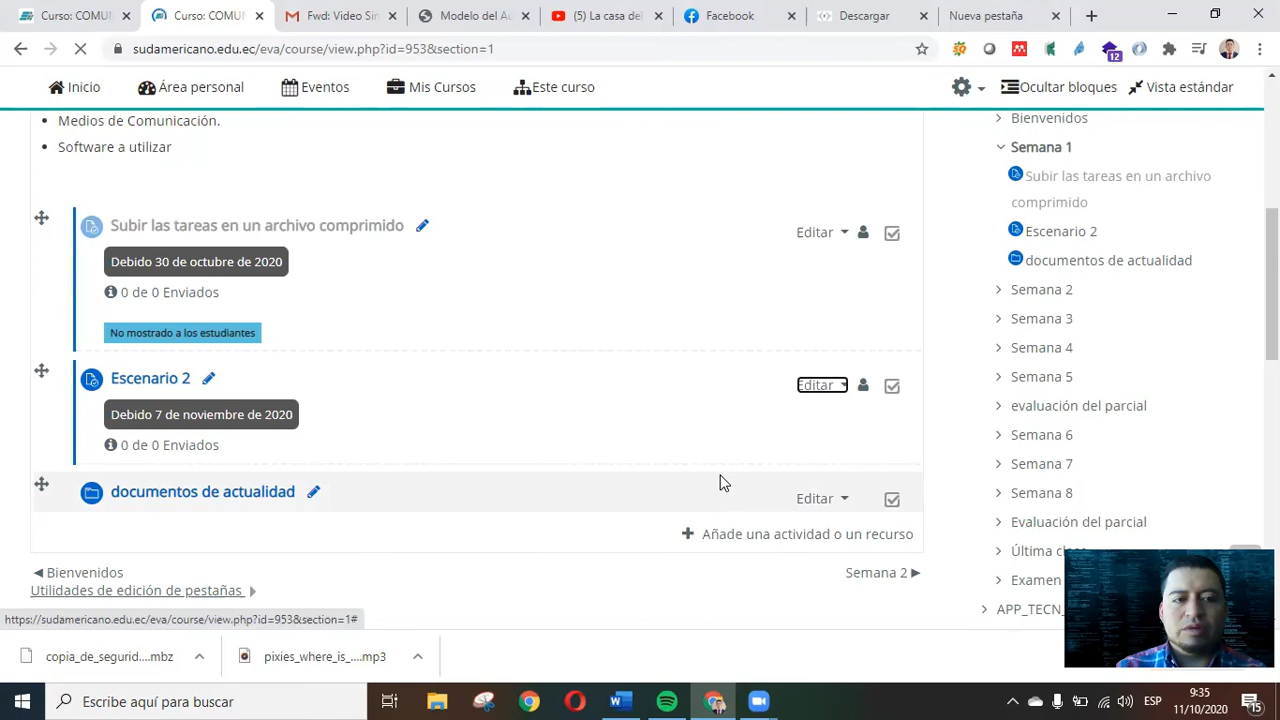 Curso: COMUN
Curso: COMUN
Fwd: Video Sin
Modelo del Au
(5) La casa del
Facebook
Descargar
Nueva pestaña
sudamericano.edu.ec/eva/course/view.php?id=953&section=1
12
Inicio
Área personal
Eventos
Mis Cursos
Este curso
Ocultar bloques
Vista estándar
Medios de Comunicación.
Software a utilizar
Subir las tareas en un archivo comprimido
Editar
Debido 30 de octubre de 2020
0 de 0 Enviados
No mostrado a los estudiantes
Escenario 2
Editar
Debido 7 de noviembre de 2020
0 de 0 Enviados
documentos de actualidad
Editar
Añade una actividad o un recurso
Bienvenidos
Semana 2
Utilidades de edición de pestañas
https://sudamericano.edu.ec/eva/course/view.php?id=953&section=1#
Bienvenidos
Semana 1
Subir las tareas en un archivo
comprimido
Escenario 2
documentos de actualidad
Semana 2
Semana 3
Semana 4
Semana 5
evaluación del parcial
Semana 6
Semana 7
Semana 8
Evaluación del parcial
Última
Examen
APP_TECN_
copia_de_segurid....mbz
pixies_where_is_....mp3
Escribe aquí para buscar
ESP
9:35
11/10/2020
15